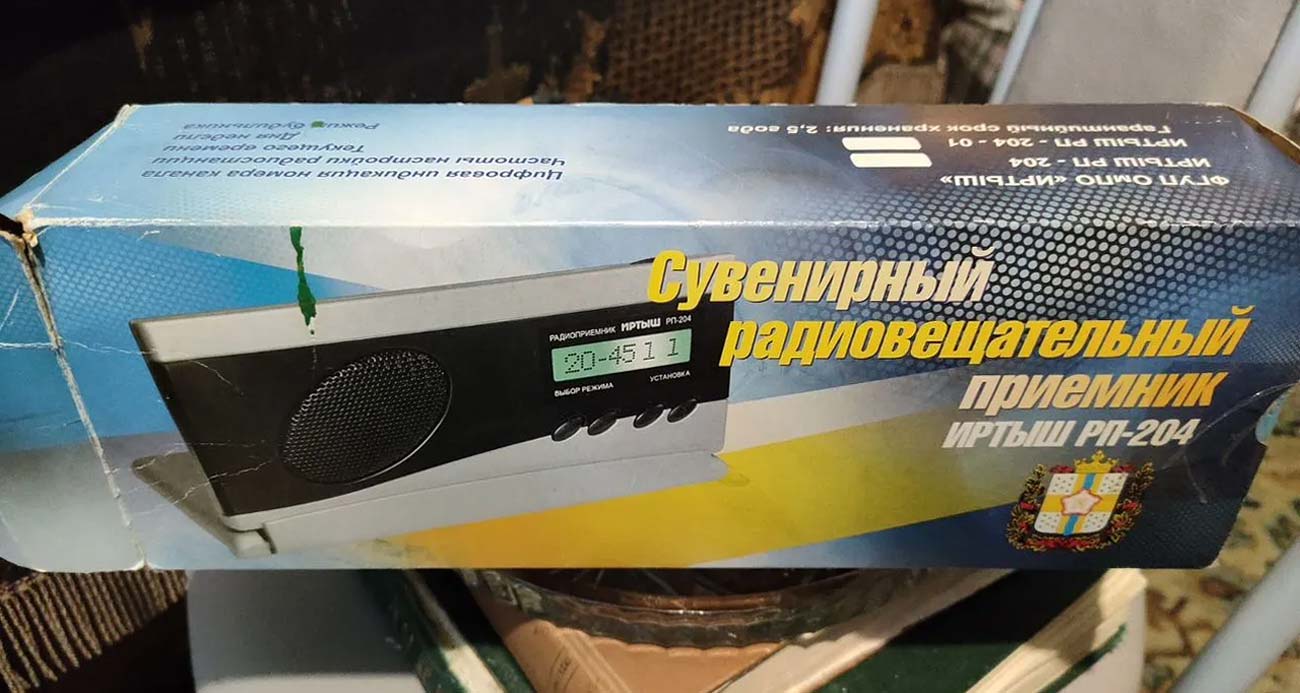 Цифровая индикация номера канала
Частоты настройки радиостанции
Текущего времени
Дня недели
Режим будильника
ФГУП ОмПО «ИРТЫШ»
ИРТЫШ РП - 204
ИРТЫШ РП - 204 - 01
Гарантийный срок хранения: 2,5 года
Сувенирный
радиовещательный
приемник
ИРТЫШ РП-204
РАДИОПРИЕМНИК ИРТЫШ РП-204
20-45 1 1
ВЫБОР РЕЖИМА УСТАНОВКА